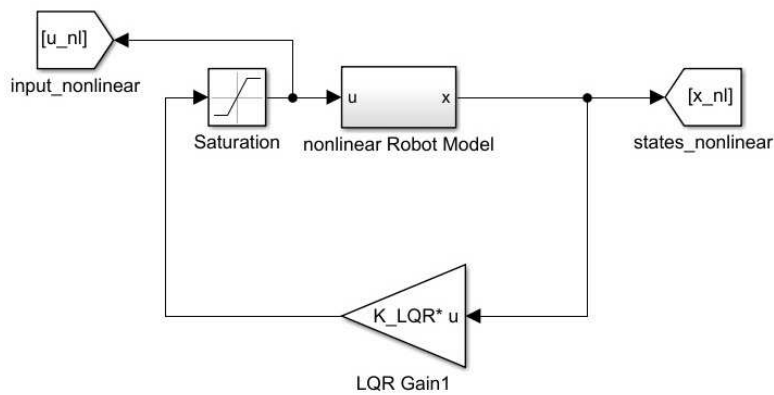 [u_nl]
input_nonlinear
Saturation
u
x
nonlinear Robot Model
[x_nl]
states_nonlinear
K_LQR* u
LQR Gain1